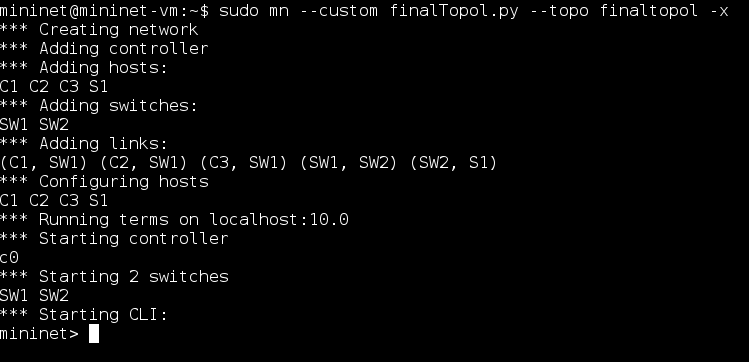 mininet@mininet-vm:~$ sudo mn --custom finalTopol.py --topo finaltopol -x
*** Creating network
*** Adding controller
*** Adding hosts:
C1 C2 C3 S1
*** Adding switches:
SW1 SW2
*** Adding links:
(C1, SW1) (C2, SW1) (C3, SW1) (SW1, SW2) (SW2, S1)
*** Configuring hosts
C1 C2 C3 S1
*** Running terms on localhost:10.0
*** Starting controller
c0
*** Starting 2 switches
SW1 SW2
*** Starting CLI:
mininet>